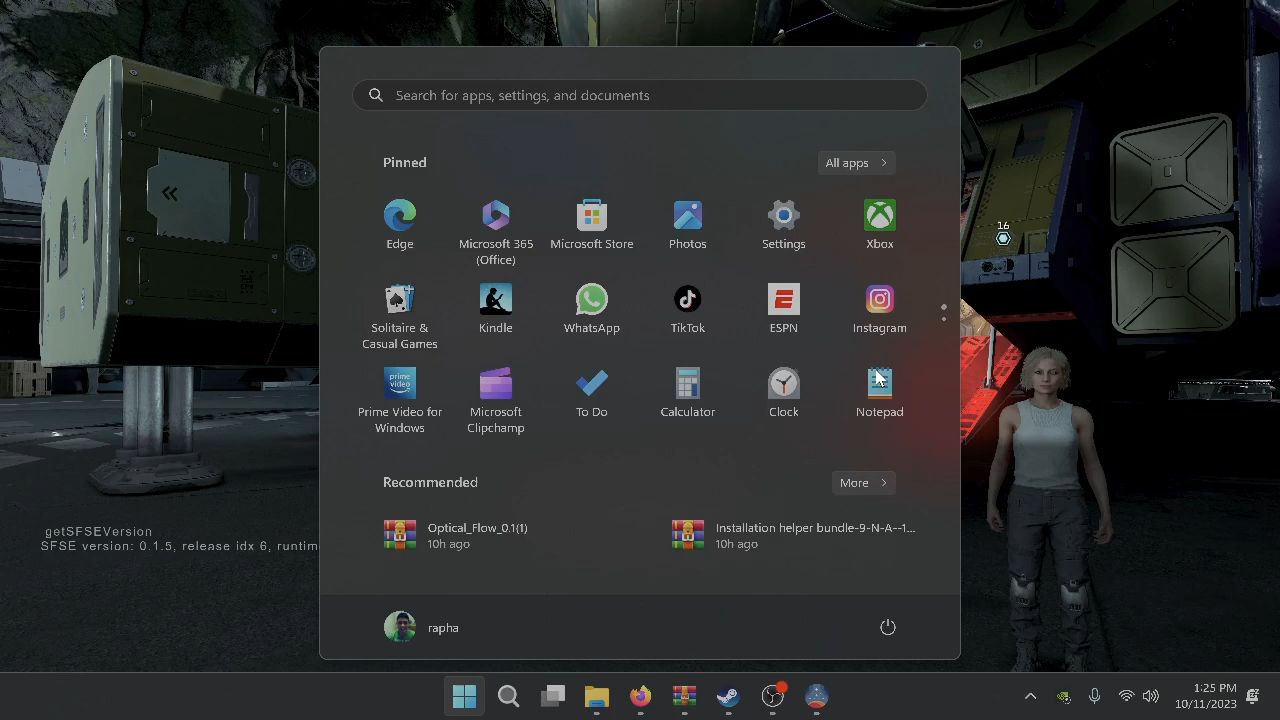 Search for apps, settings, and documents
Pinned
All apps
Edge
Microsoft 365
(Office)
Microsoft Store
Photos
Settings
Xbox
16
Solitaire &
Casual Games
Kindle
WhatsApp
TikTok
ESPN
Instagram
prime
video
Prime Video for
Windows
Microsoft
Clipchamp
To Do
Calculator
Clock
Notepad
Recommended
More
Optical_Flow_0.1(1)
10h ago
Installation helper bundle-9-N-A--1...
10h ago
getSFSEVersion
SFSE version: 0.1.5, release idx 6, runtim
rapha
1:25 PM
10/11/2023